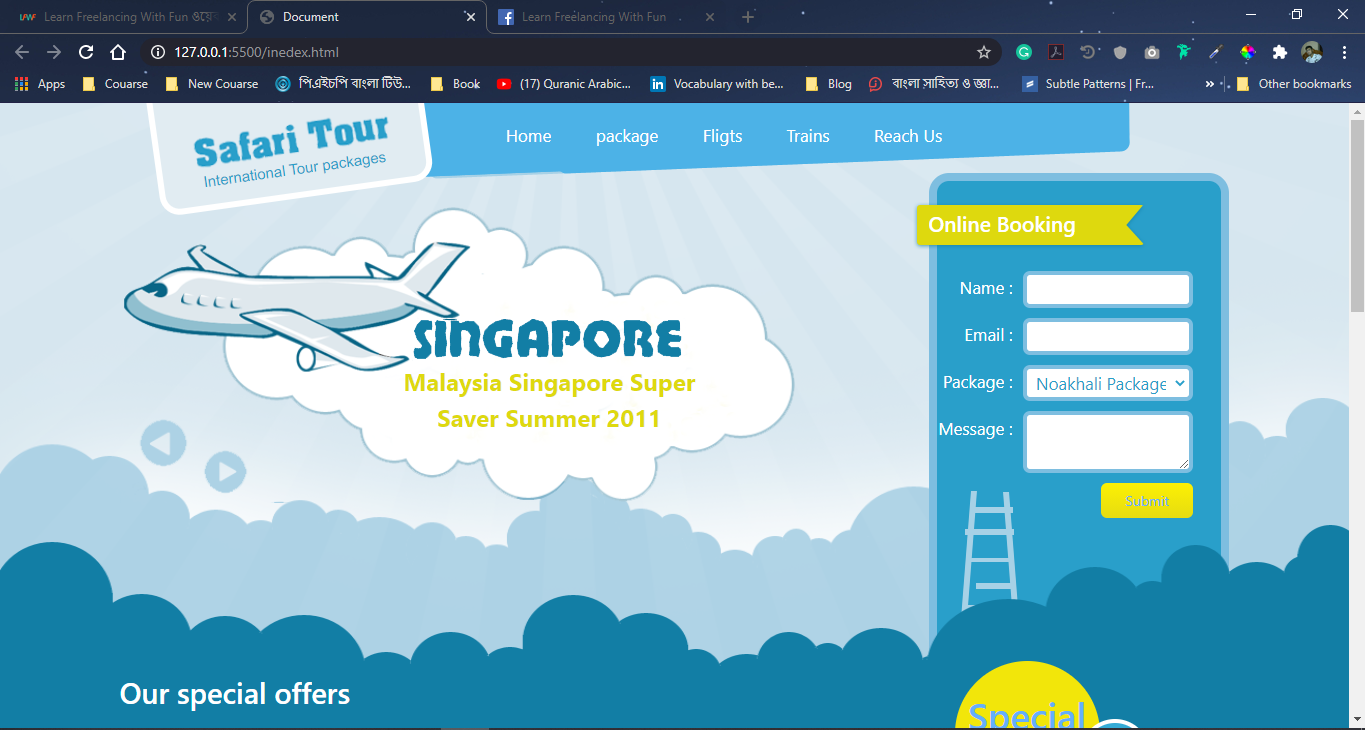 Learn Freelancing With Fun ওয়েব
Document
Learn Freelancing With Fun
127.0.0.1:5500/inedex.html
Apps
Couarse
New Couarse
পিএইচপি বাংলা টিউ...
Book
(17) Quranic Arabic...
Vocabulary with be...
Blog
বাংলা সাহিত্য ও জ্ঞা...
Subtle Patterns | Fr...
»
Other bookmarks
Safari Tour
International Tour packages
Home
package
Fligts
Trains
Reach Us
Online Booking
Name :
Email :
Package :
Noakhali Package
Message :
Submit
SINGAPORE
Malaysia Singapore Super
Saver Summer 2011
Our special offers
Special